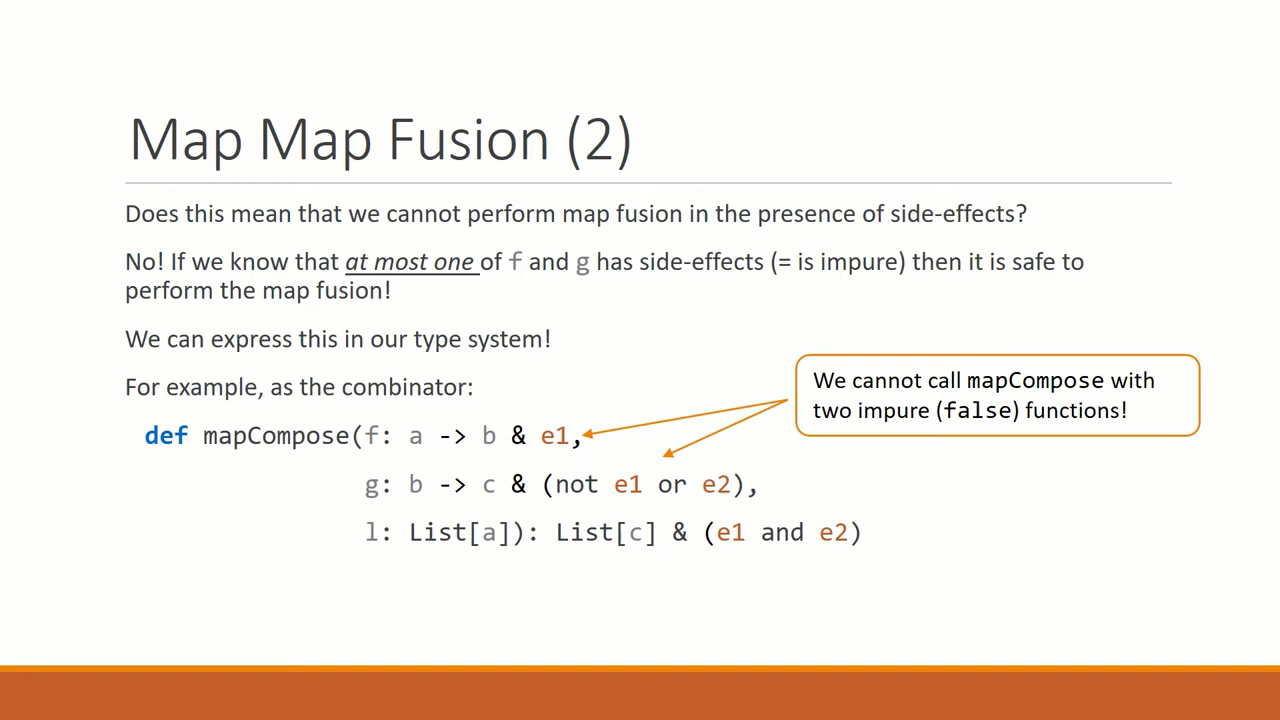 Map Map Fusion (2)
Does this mean that we cannot perform map fusion in the presence of side-effects?
No! If we know that at most one of f and g has side-effects (= is impure) then it is safe to
perform the map fusion!
We can express this in our type system!
For example, as the combinator:
We cannot call mapCompose with
two impure (false) functions!
def mapCompose(f: a -> b & e1,
g: b -> c & (not e1 or e2),
l: List[a]): List[c] & (e1 and e2)